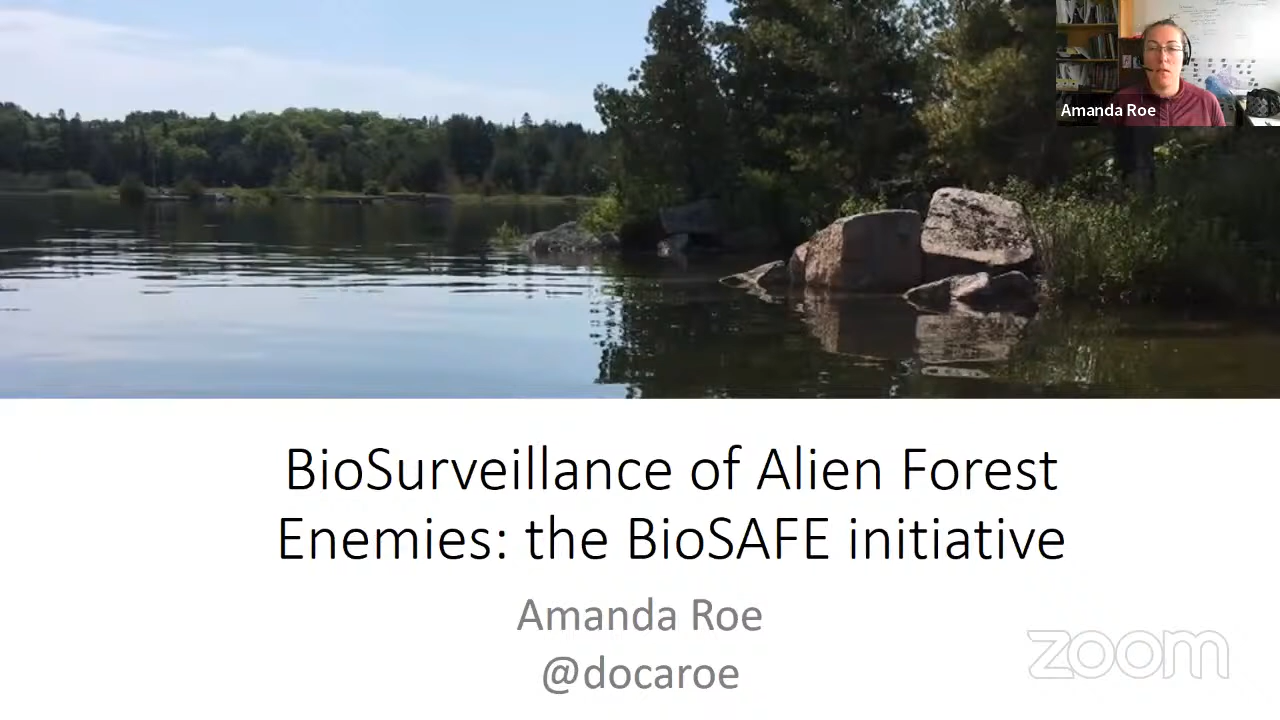 Amanda Roe
BioSurveillance of Alien Forest
Enemies: the BioSAFE initiative
Amanda Roe
@docaroe
zoom